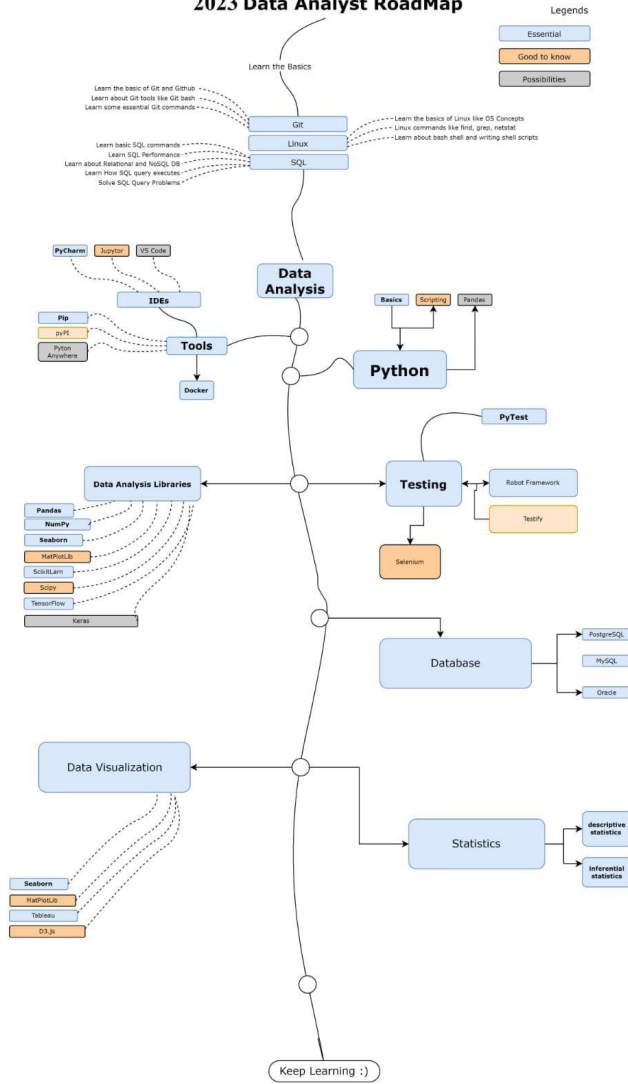 2023 Data Analyst RoadMap
Legends
Essential
Good to know
Possibilities
Learn the Basics
Learn the basic of Git and Github
Learn about Git tools like Git bash
Learn some essential Git commands
Git
Linux
SQL
Learn the basics of Linux like OS Concepts
Linux commands like find, grep, netstat
Learn about bash shell and writing shell scripts
Learn basic SQL commands
Learn SQL Performance
Learn about Relational and NoSQL DB
Learn How SQL query executes
Solve SQL Query Problems
Data
Analysis
PyCharm
Jupytor
VS Code
IDEs
Pip
pyPI
Pyton
Anywhere
Tools
Docker
Basics
Scripting
Pandas
Python
PyTest
Data Analysis Libraries
Pandas
NumPy
Seaborn
MatPlotLib
ScikitLarn
Scipy
TensorFlow
Keras
Testing
Robot Framework
Testify
Selenium
Database
PostgreSQL
MySQL
Oracle
Data Visualization
Seaborn
MatPlotLib
Tableau
D3.js
Statistics
descriptive
statistics
inferential
statistics
Keep Learning :)